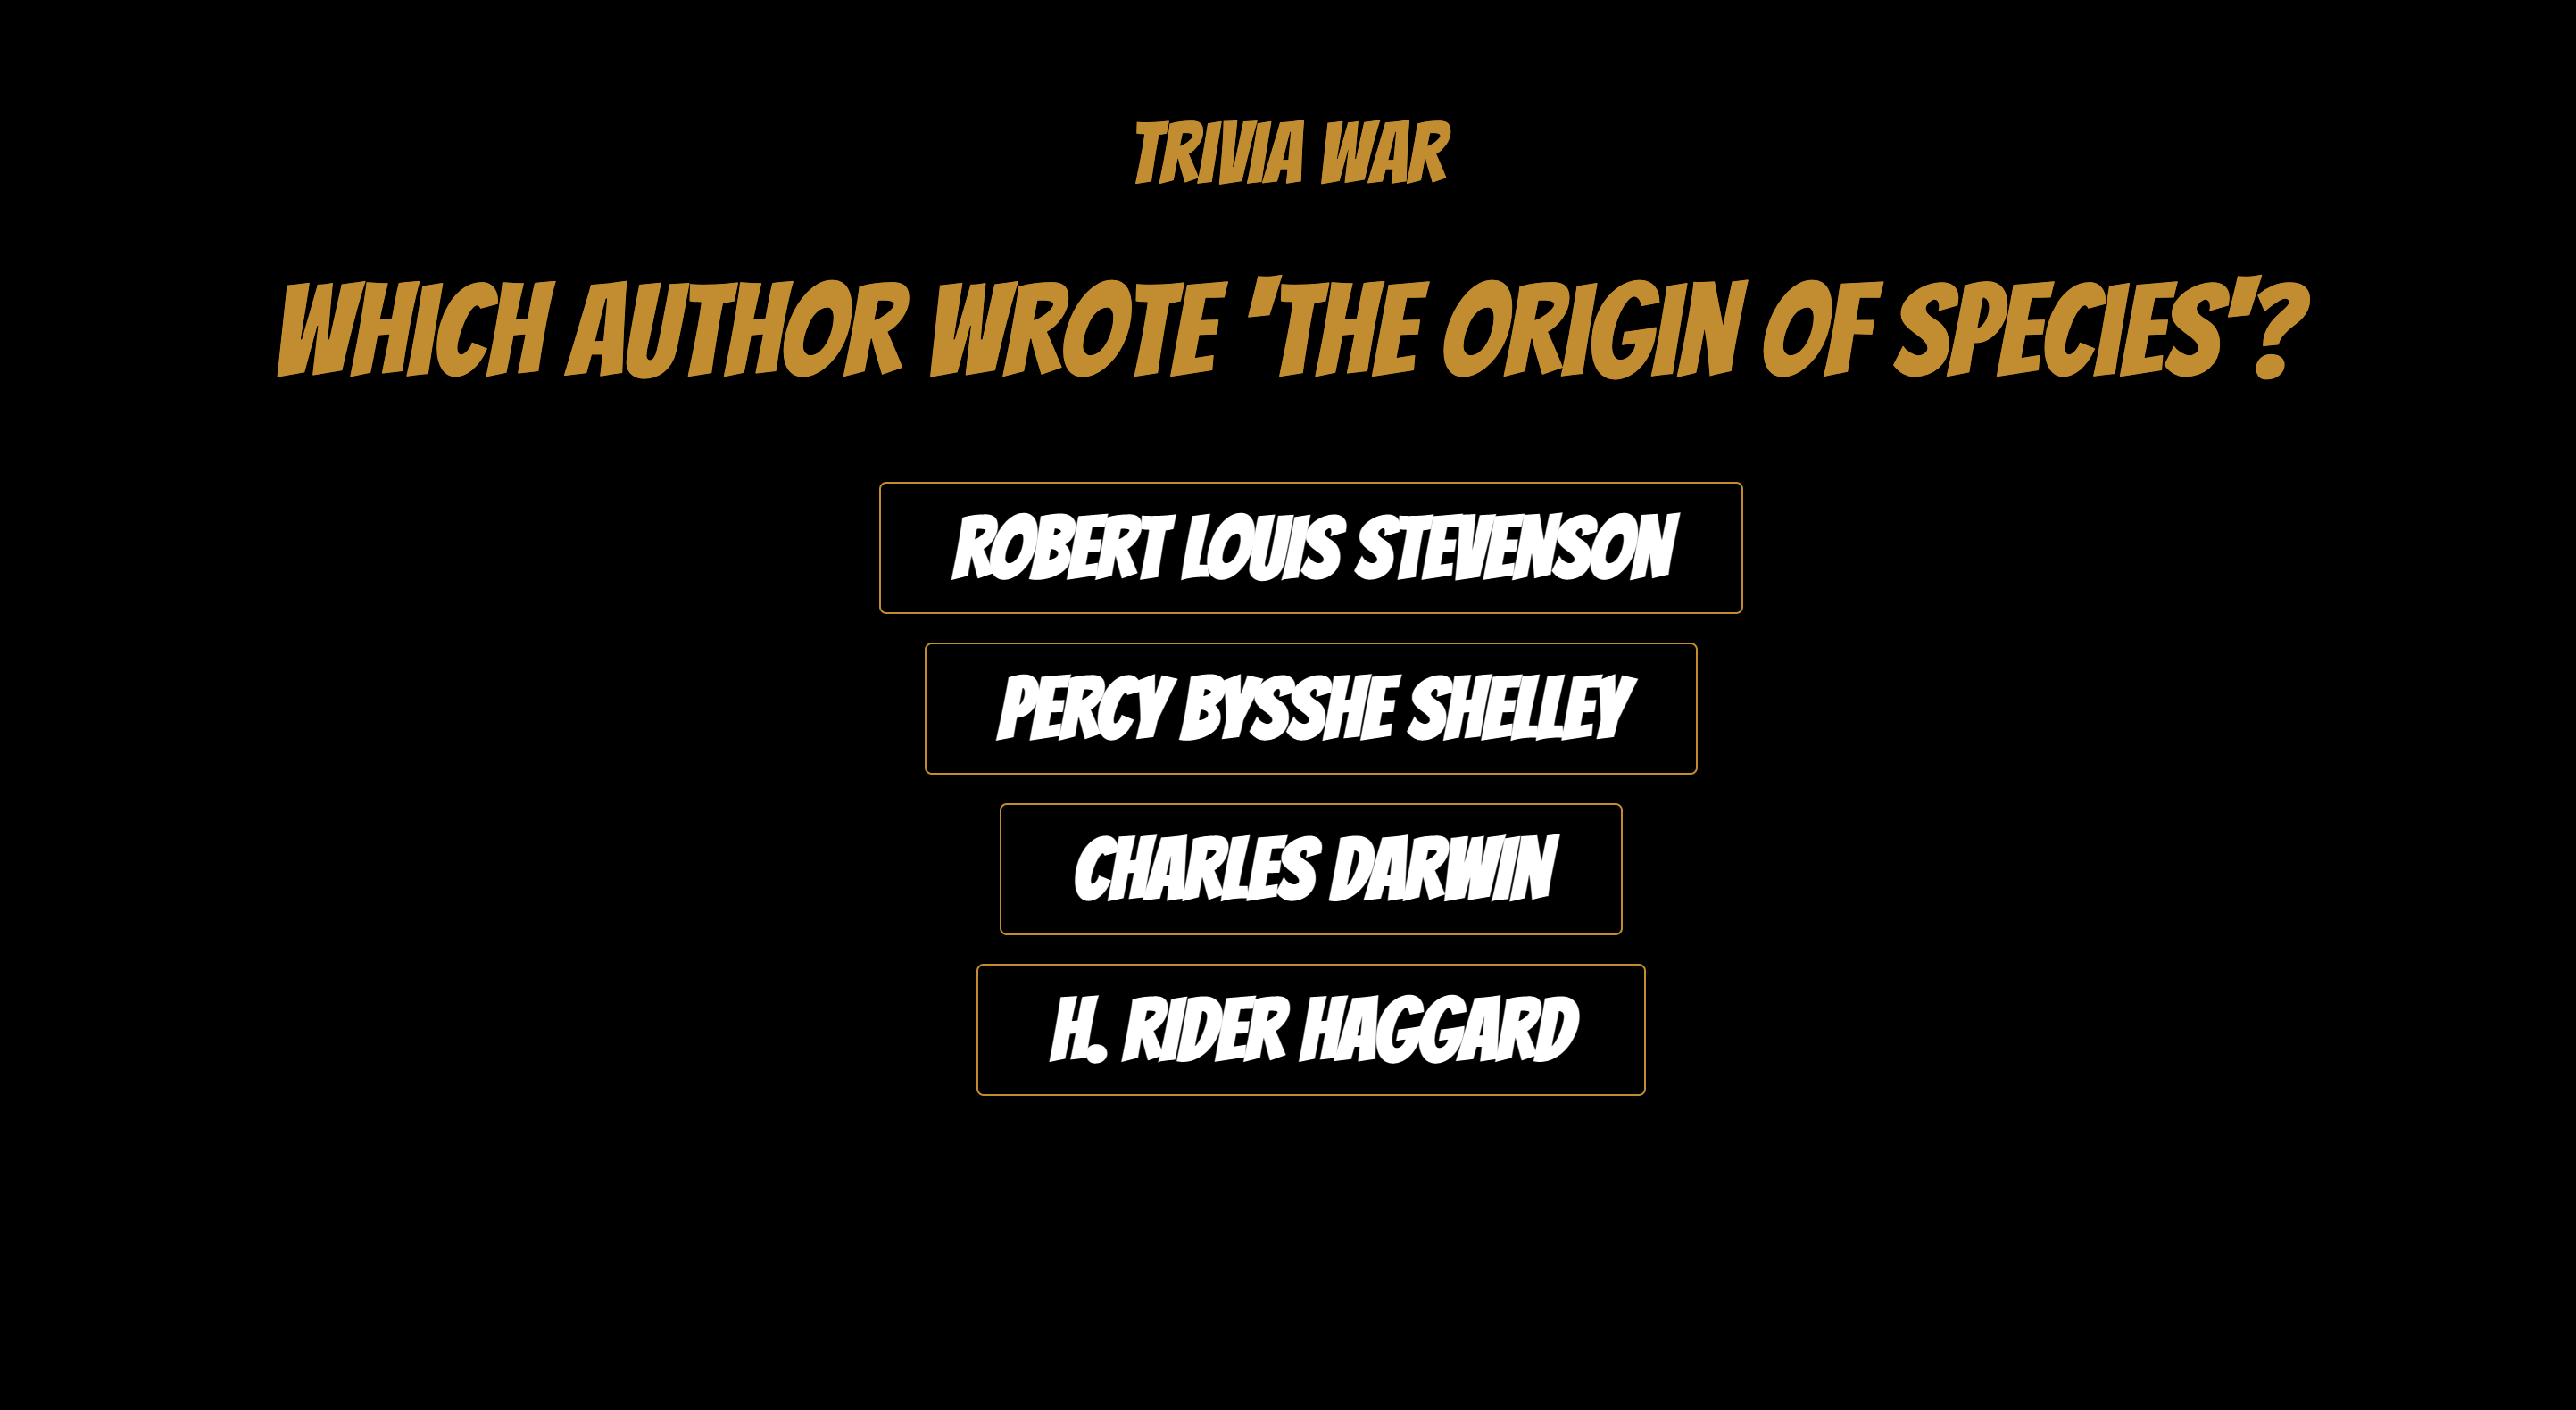 TRIVIA WAR
WHICH AUTHOR WROTE 'THE ORIGIN OF SPECIES'?
ROBERT LOUIS STEVENSON
PERCY BYSSHE SHELLEY
CHARLES DARWIN
H. RIDER HAGGARD